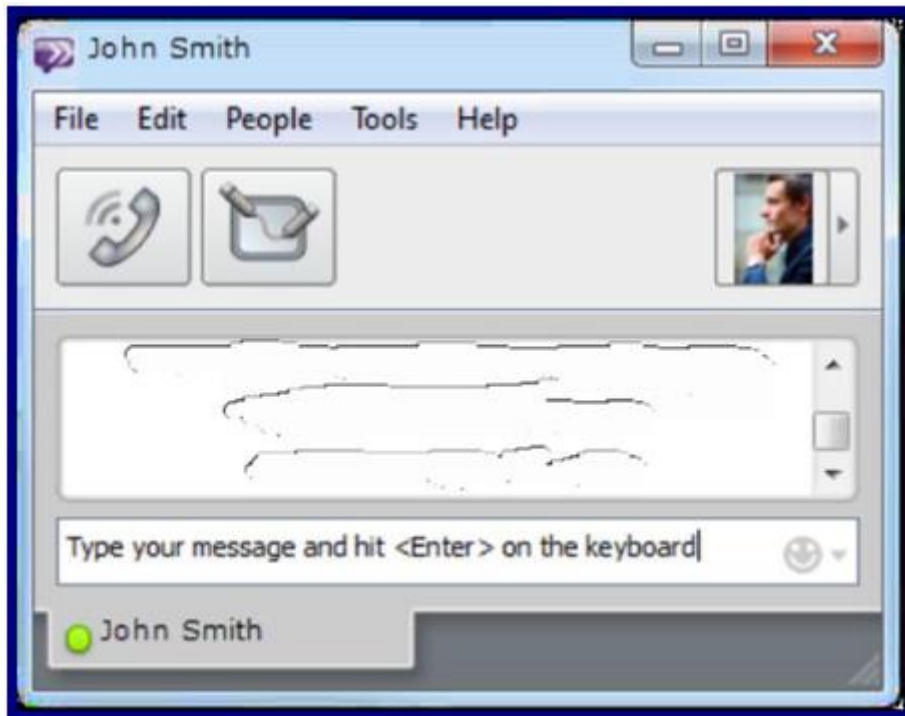 John Smith
File Edit People Tools Help
Type your message and hit <Enter> on the keyboard
John Smith